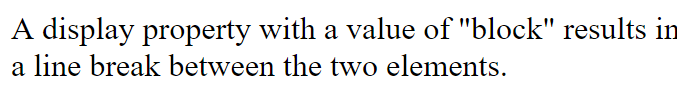 A display property with a value of "block" results in
a line break between the two elements.